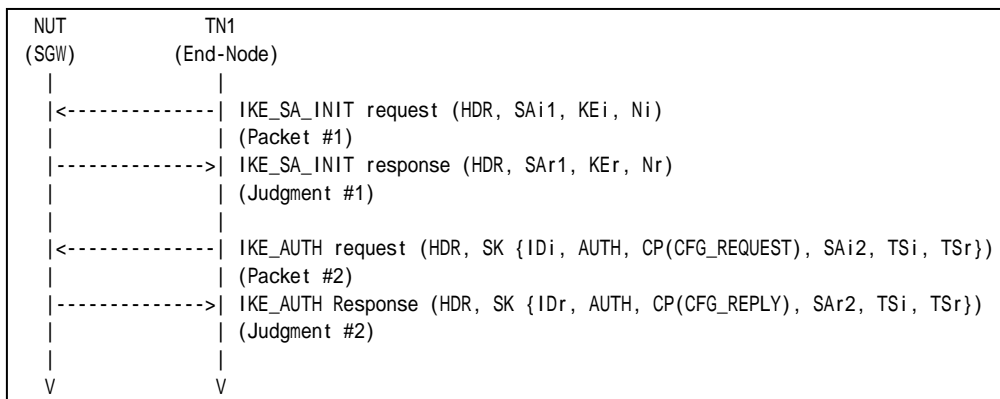 NUT TN1
(SGW) (End-Node)
| |
|<--------------| IKE_SA_INIT request (HDR, SAi1, KEi, Ni)
| | (Packet #1)
|-------------->| IKE_SA_INIT response (HDR, SAr1, KEr, Nr)
| | (Judgment #1)
| |
|<--------------| IKE_AUTH request (HDR, SK {IDi, AUTH, CP(CFG_REQUEST), SAi2, TSi, TSr})
| | (Packet #2)
|-------------->| IKE_AUTH Response (HDR, SK {IDr, AUTH, CP(CFG_REPLY), SAr2, TSi, TSr})
| | (Judgment #2)
| |
V V